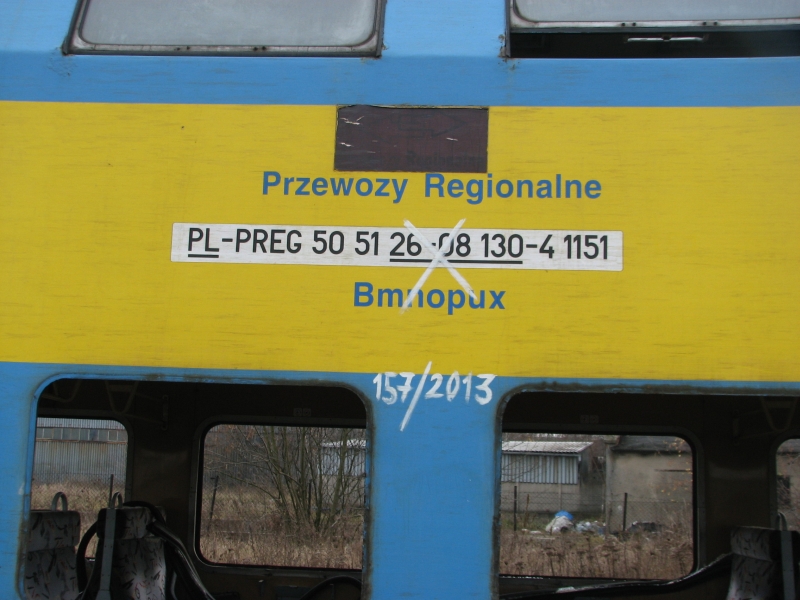 Przewozy Regionalne
PL-PREG 50 51 26-08 130-4 1151
Bmnopux
157/2013